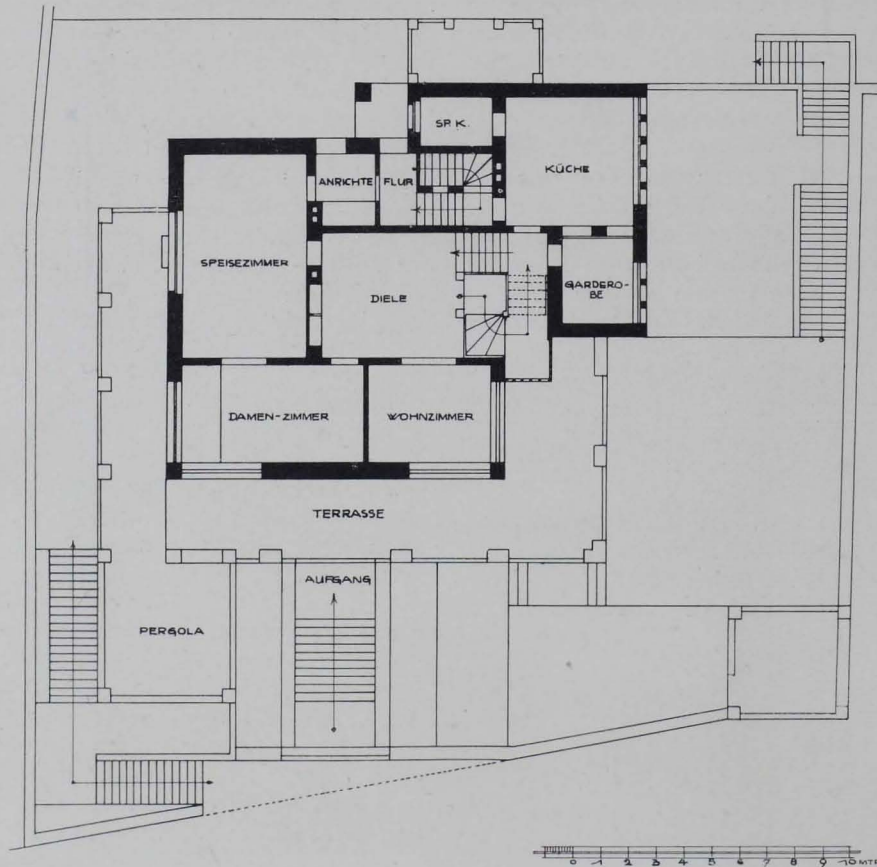 SP. K.
KÜCHE
ANRICHTE
FLUR
SPEISEZIMMER
DIELE
GARDERO-
BE
DAMEN-ZIMMER
WOHNZIMMER
TERRASSE
AUFGANG
PERGOLA
0 1 2 3 4 5 6 7 8 9 10 MTR